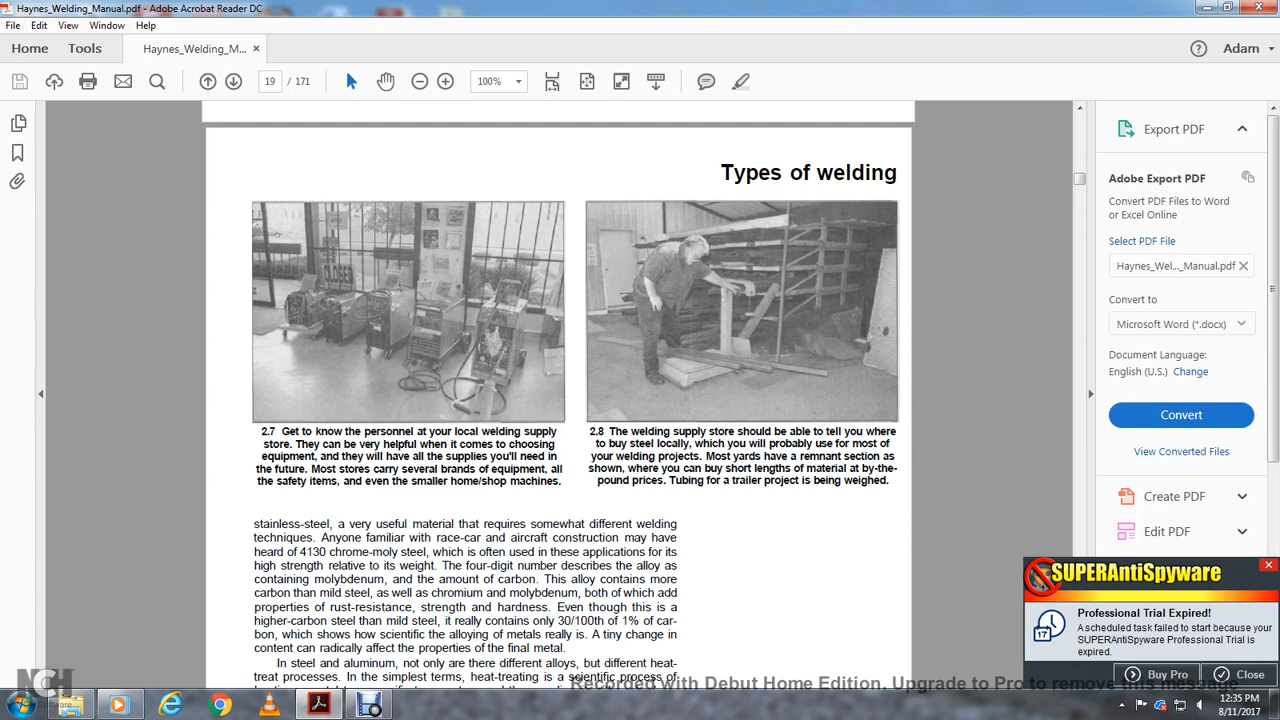 Haynes_Welding_Manual.pdf - Adobe Acrobat Reader DC
File Edit View Window Help
Home Tools Haynes_Welding_M... × Adam
19 / 171 100%
Types of welding
CLOSED
2.7 Get to know the personnel at your local welding supply
store. They can be very helpful when it comes to choosing
equipment, and they will have all the supplies you'll need in
the future. Most stores carry several brands of equipment, all
the safety items, and even the smaller home/shop machines.
2.8 The welding supply store should be able to tell you where
to buy steel locally, which you will probably use for most of
your welding projects. Most yards have a remnant section as
shown, where you can buy short lengths of material at by-the-
pound prices. Tubing for a trailer project is being weighed.
stainless-steel, a very useful material that requires somewhat different welding
techniques. Anyone familiar with race-car and aircraft construction may have
heard of 4130 chrome-moly steel, which is often used in these applications for its
high strength relative to its weight. The four-digit number describes the alloy as
containing molybdenum, and the amount of carbon. This alloy contains more
carbon than mild steel, as well as chromium and molybdenum, both of which add
properties of rust-resistance, strength and hardness. Even though this is a
higher-carbon steel than mild steel, it really contains only 30/100th of 1% of car-
bon, which shows how scientific the alloying of metals really is. A tiny change in
content can radically affect the properties of the final metal.
In steel and aluminum, not only are there different alloys, but different heat-
treat processes. In the simplest terms, heat-treating is a scientific process of
Export PDF
Adobe Export PDF
Convert PDF Files to Word
or Excel Online
Select PDF File
Haynes_Wel..._Manual.pdf
Convert to
Microsoft Word (*.docx)
Document Language:
English (U.S.) Change
Convert
View Converted Files
Create PDF
Edit PDF
SUPERAntiSpyware
Professional Trial Expired!
A scheduled task failed to start because your
SUPERAntiSpyware Professional Trial is
expired.
17
Buy Pro Close
NCH
Software
Recorded with Debut Home Edition. Upgrade to Pro to remove this message
12:35 PM
8/11/2017